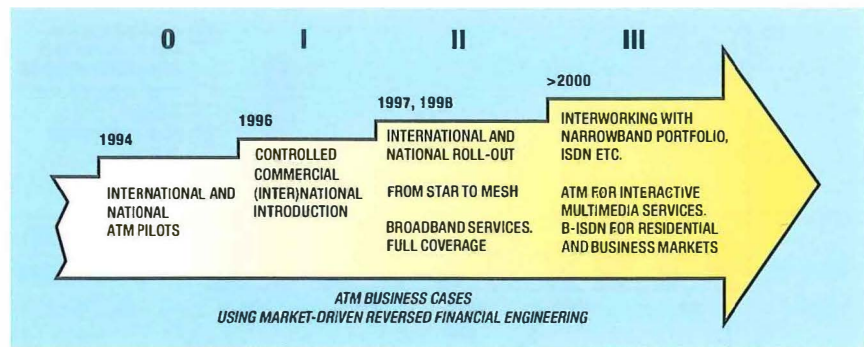 0 I II III
1994
INTERNATIONAL AND
NATIONAL
ATM PILOTS
1996
CONTROLLED
COMMERCIAL
(INTER)NATIONAL
INTRODUCTION
1997, 1998
INTERNATIONAL AND
NATIONAL ROLL-OUT
FROM STAR TO MESH
BROADBAND SERVICES.
FULL COVERAGE
>2000
INTERWORKING WITH
NARROWBAND PORTFOLIO,
ISDN ETC.
ATM FOR INTERACTIVE
MULTIMEDIA SERVICES.
B-ISDN FOR RESIDENTIAL
AND BUSINESS MARKETS
ATM BUSINESS CASES
USING MARKET-DRIVEN REVERSED FINANCIAL ENGINEERING